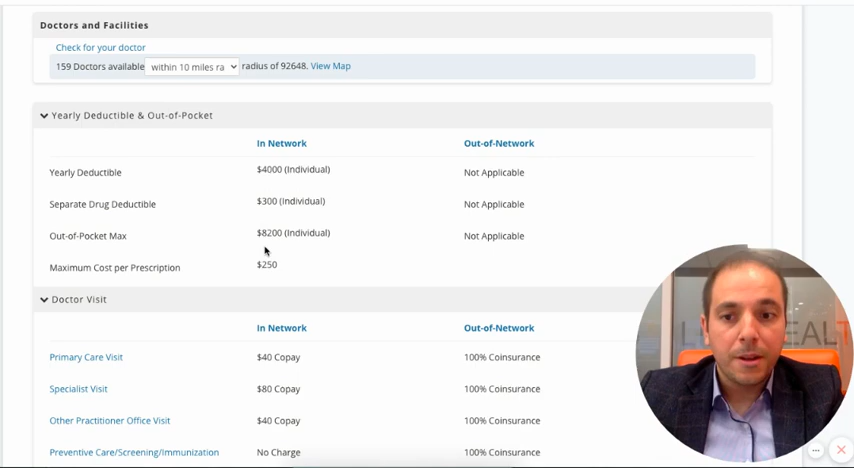 Doctors and Facilities
Check for your doctor
159 Doctors available within 10 miles ra radius of 92648. View Map
Yearly Deductible & Out-of-Pocket
In Network Out-of-Network
Yearly Deductible $4000 (Individual) Not Applicable
Separate Drug Deductible $300 (Individual) Not Applicable
Out-of-Pocket Max $8200 (Individual) Not Applicable
Maximum Cost per Prescription $250
Doctor Visit
In Network Out-of-Network
Primary Care Visit $40 Copay 100% Coinsurance
Specialist Visit $80 Copay 100% Coinsurance
Other Practitioner Office Visit $40 Copay 100% Coinsurance
Preventive Care/Screening/Immunization No Charge 100% Coinsurance